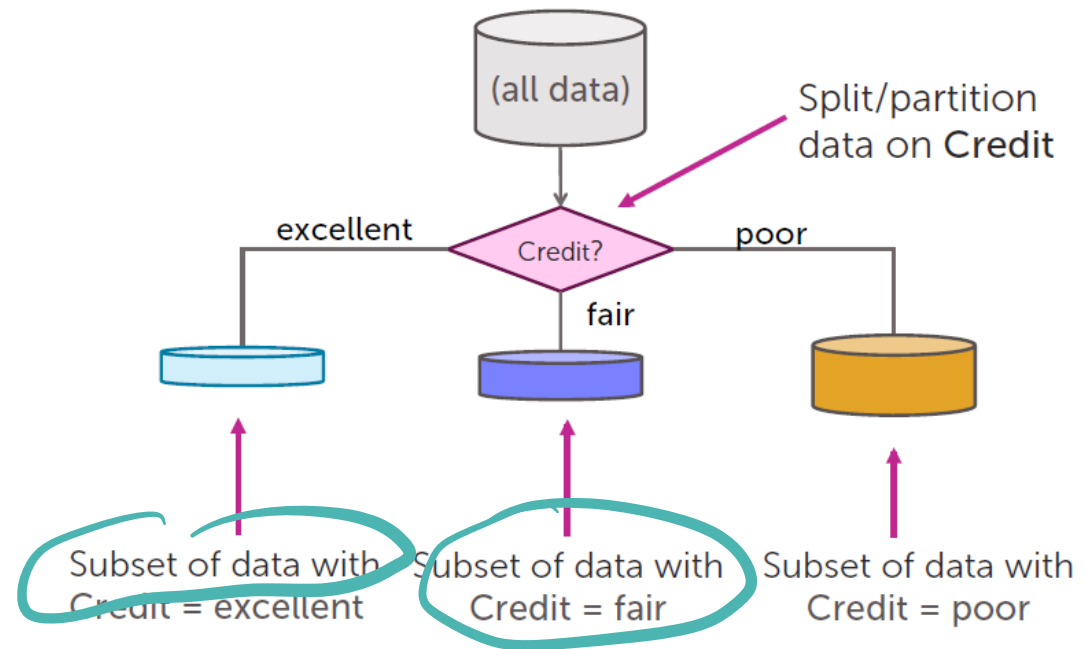 (all data)
Split/partition
data on Credit
excellent
Credit?
poor
fair
Subset of data with
Credit = excellent
Subset of data with
Credit = fair
Subset of data with
Credit = poor